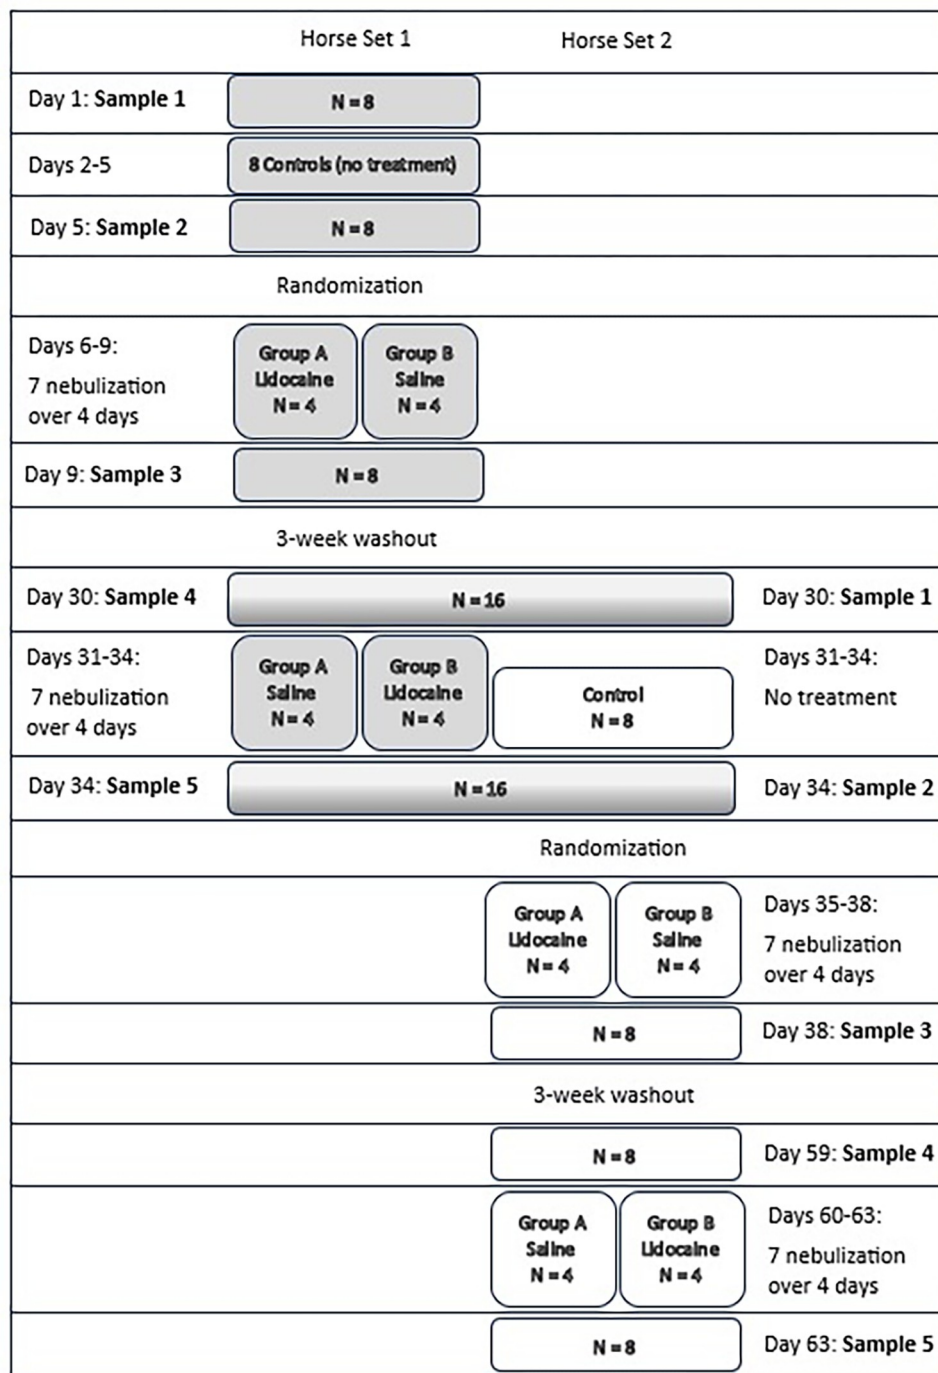 Horse Set 1
Horse Set 2
Day 1: Sample 1
N = 8
Days 2-5
8 Controls (no treatment)
Day 5: Sample 2
N = 8
Randomization
Days 6-9:
7 nebulization
over 4 days
Group A
Lidocaine
N = 4
Group B
Saline
N = 4
Day 9: Sample 3
N = 8
3-week washout
Day 30: Sample 4
N = 16
Day 30: Sample 1
Days 31-34:
7 nebulization
over 4 days
Group A
Saline
N = 4
Group B
Lidocaine
N = 4
Control
N = 8
Days 31-34:
No treatment
Day 34: Sample 5
N = 16
Day 34: Sample 2
Randomization
Group A
Lidocaine
N = 4
Group B
Saline
N = 4
Days 35-38:
7 nebulization
over 4 days
N = 8
Day 38: Sample 3
3-week washout
N = 8
Day 59: Sample 4
Group A
Saline
N = 4
Group B
Lidocaine
N = 4
Days 60-63:
7 nebulization
over 4 days
N = 8
Day 63: Sample 5